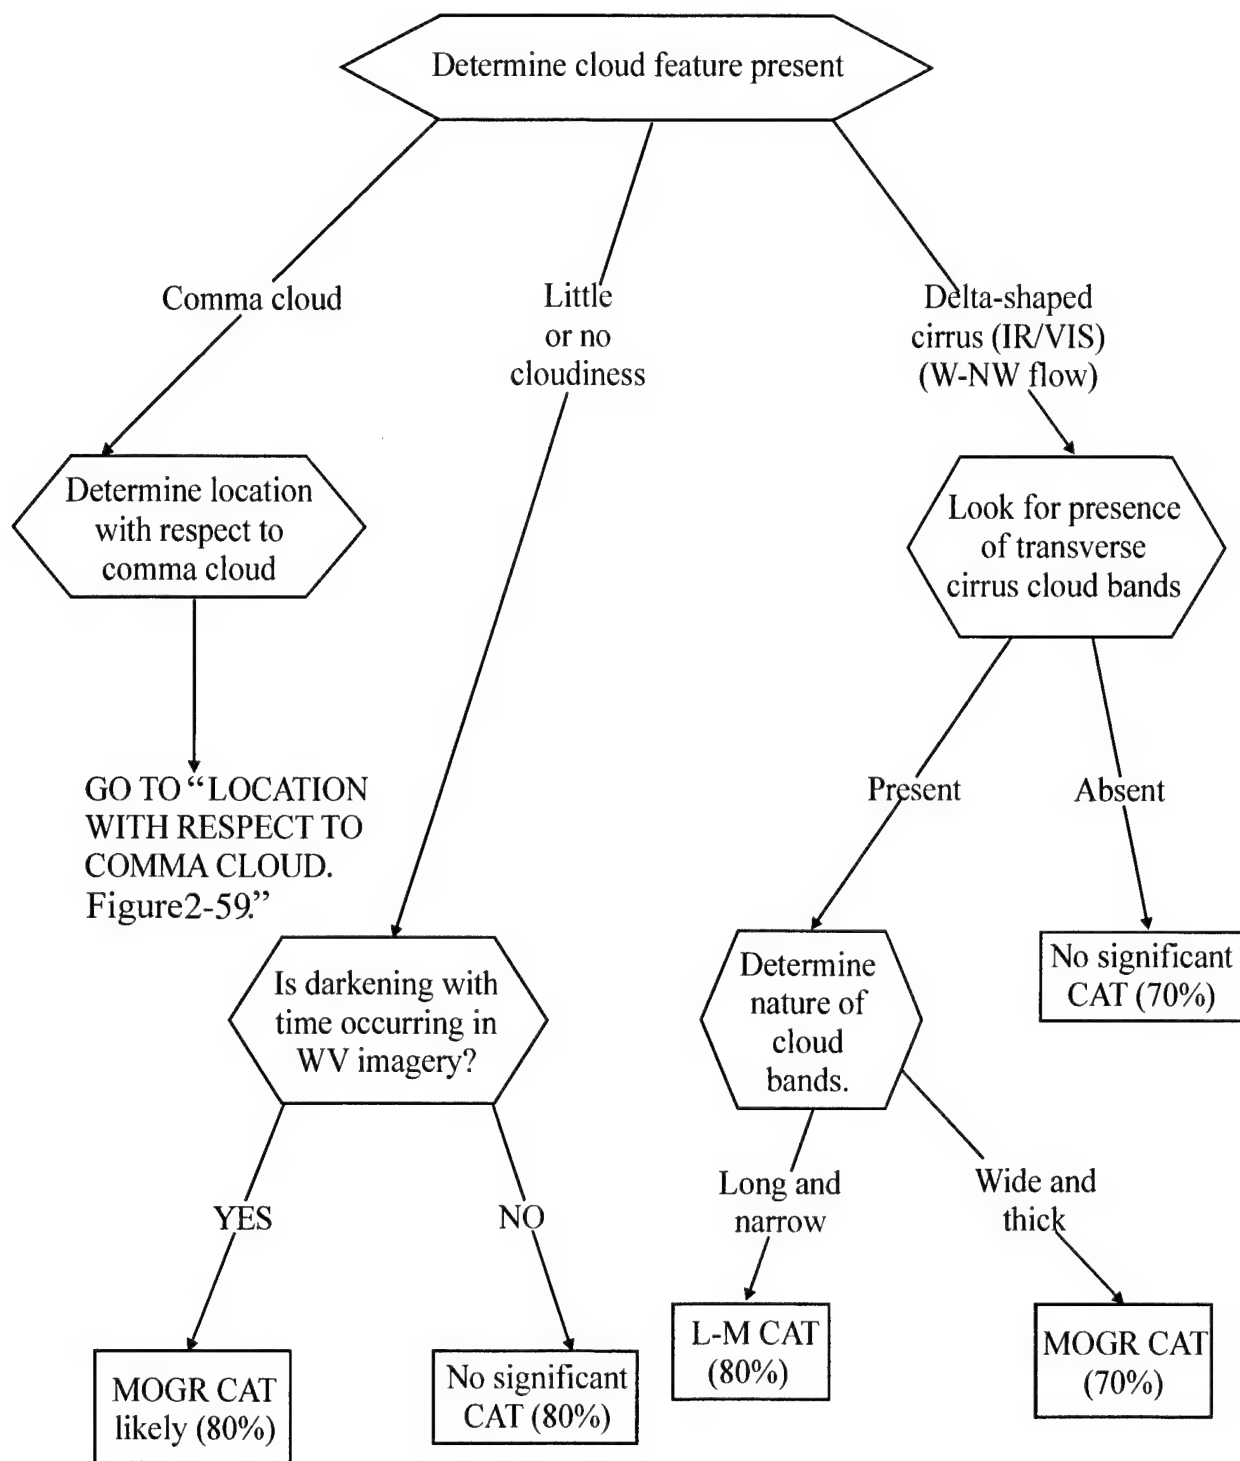 Determine cloud feature present
Comma cloud
Little
or no
cloudiness
Delta-shaped
cirrus (IR/VIS)
(W-NW flow)
Determine location
with respect to
comma cloud
Look for presence
of transverse
cirrus cloud bands
GO TO “LOCATION
WITH RESPECT TO
COMMA CLOUD.
Figure2-59.”
Present
Absent
Is darkening with
time occurring in
WV imagery?
Determine
nature of
cloud
bands.
No significant
CAT (70%)
YES
NO
Long and
narrow
Wide and
thick
MOGR CAT
likely (80%)
No significant
CAT (80%)
L-M CAT
(80%)
MOGR CAT
(70%)